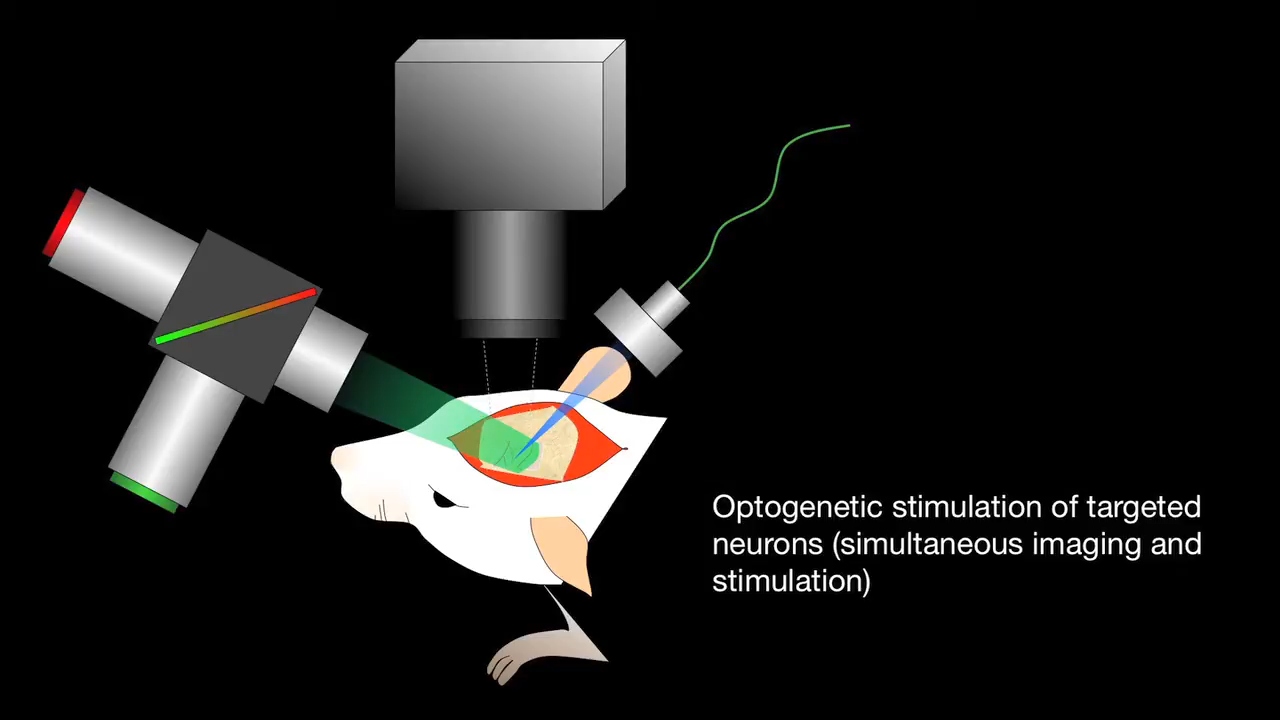 Optogenetic stimulation of targeted
neurons (simultaneous imaging and
stimulation)